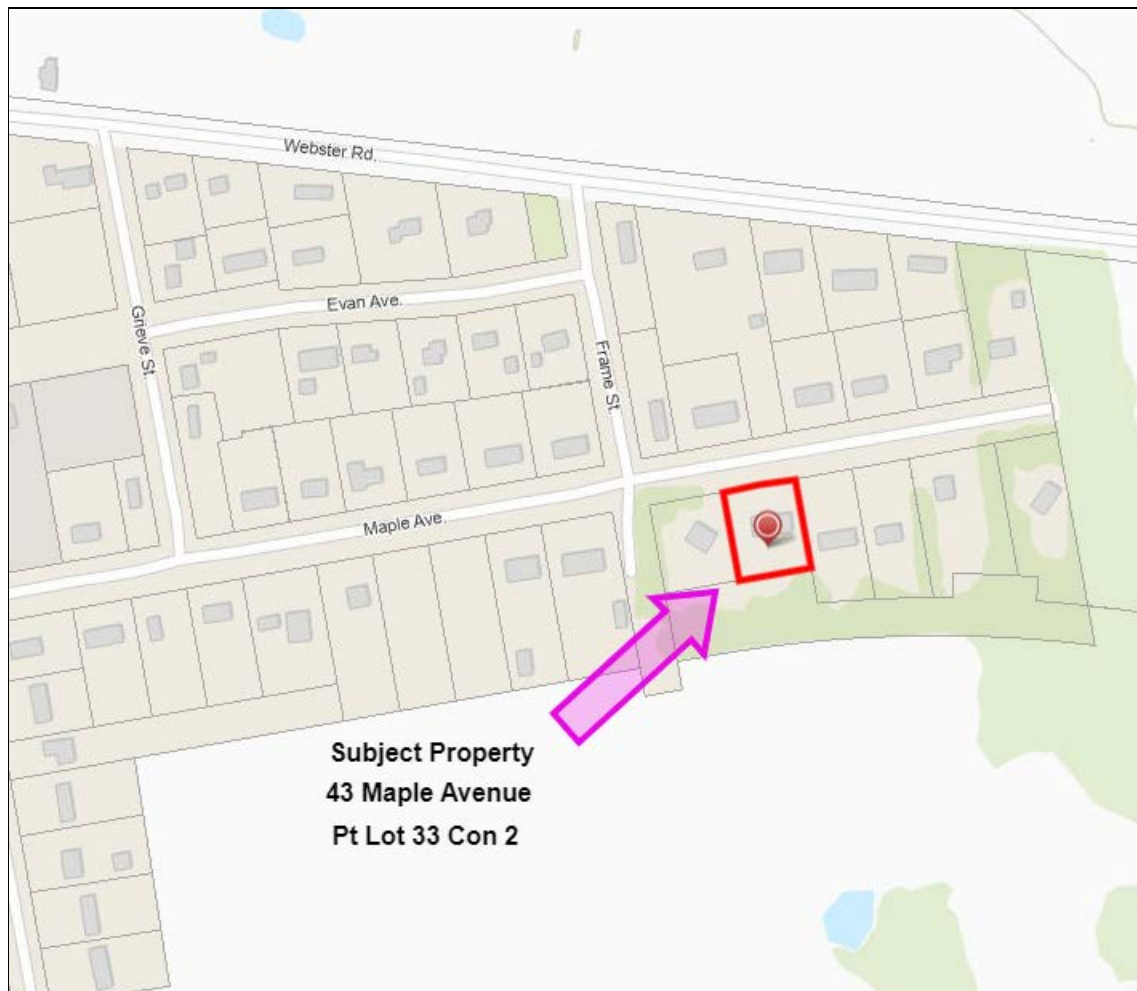 Webster Rd.
Evan Ave.
Grieve St.
Frame St.
Maple Ave.
Subject Property
43 Maple Avenue
Pt Lot 33 Con 2